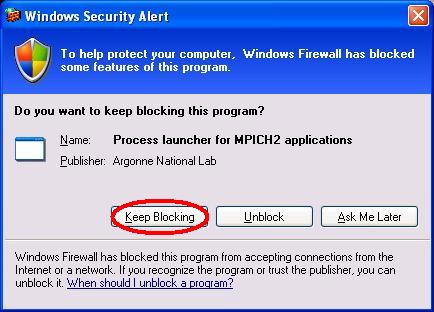 Windows Security Alert
To help protect your computer, Windows Firewall has blocked
some features of this program.
Do you want to keep blocking this program?
Name: Process launcher for MPICH2 applications
Publisher: Argonne National Lab
Keep Blocking Unblock Ask Me Later
Windows Firewall has blocked this program from accepting connections from the
Internet or a network. If you recognize the program or trust the publisher, you can
unblock it. When should I unblock a program?